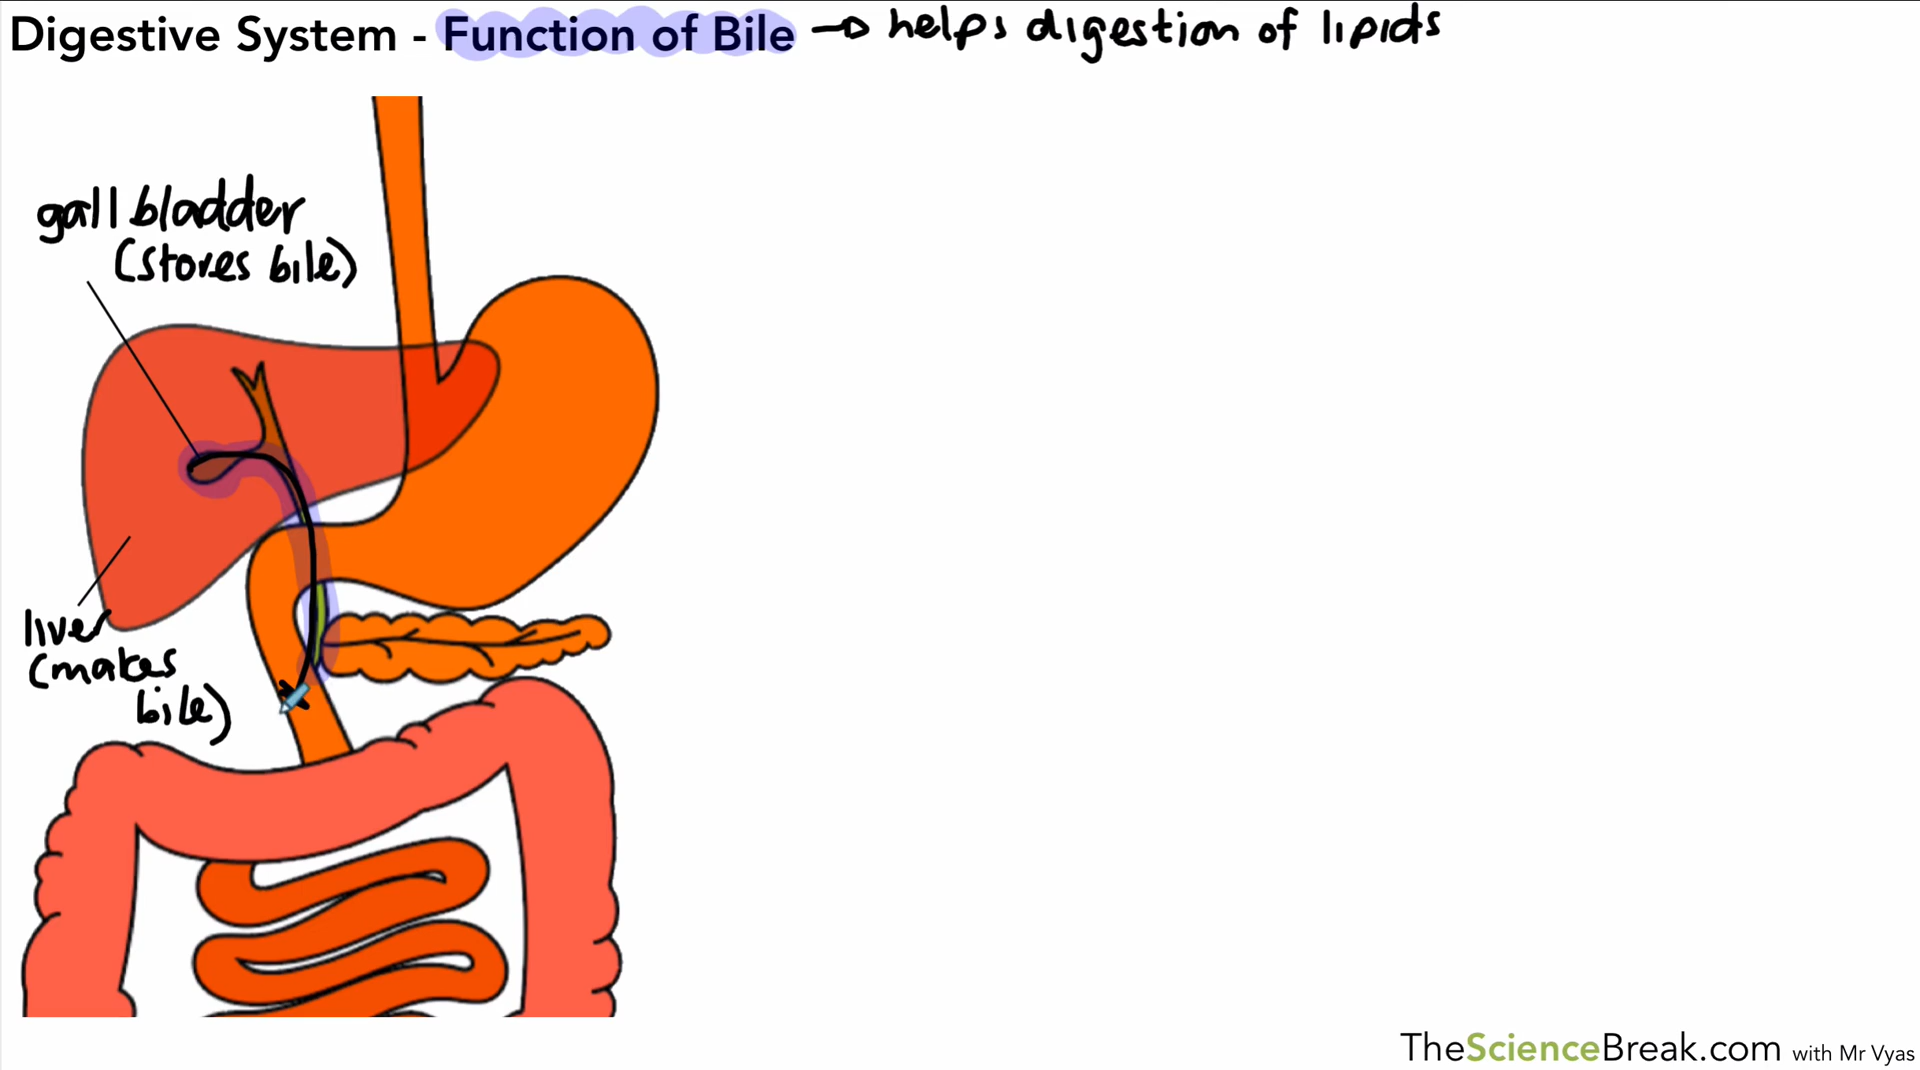 Digestive System - Function of Bile → helps digestion of lipids
gall bladder
(stores bile)
liver
(makes
bile)
TheScienceBreak.com with Mr Vyas